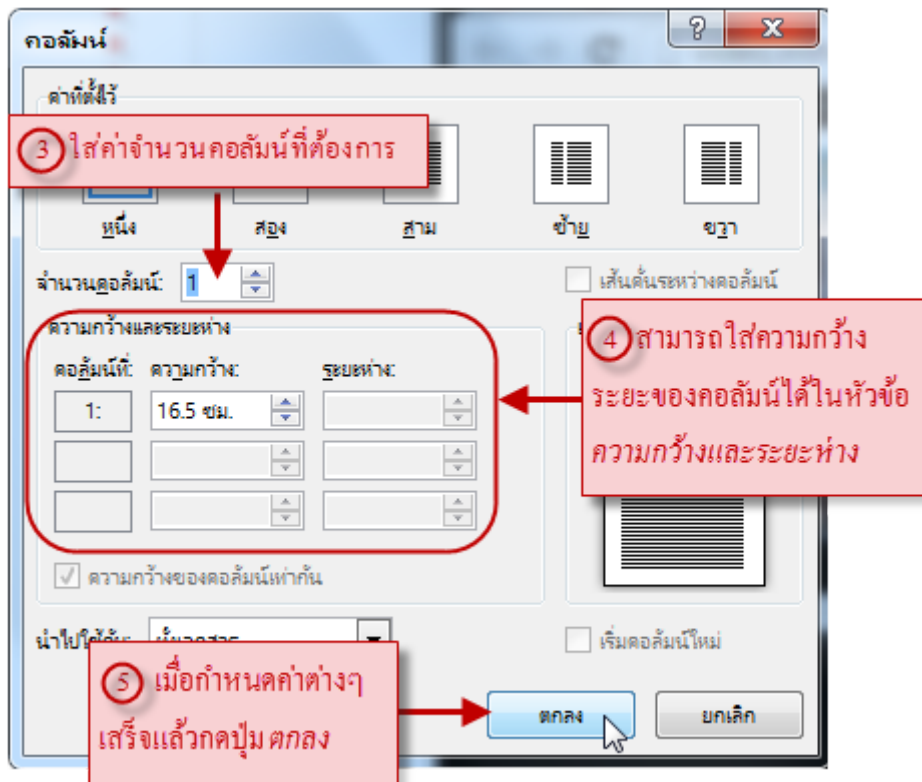 คอลัมน์
ค่าที่ตั้งไว้
3 ใส่ค่าจำนวนคอลัมน์ที่ต้องการ
หนึ่ง สอง สาม ซ้าย ขวา
จำนวนคอลัมน์: 1 เส้นคั่นระหว่างคอลัมน์
ความกว้างและระยะห่าง
4 สามารถใส่ความกว้าง
คอลัมน์ที่: ความกว้าง: ระยะห่าง:
ระยะของคอลัมน์ได้ในหัวข้อ
1: 16.5 ซม.
ความกว้างและระยะห่าง
ความกว้างของคอลัมน์เท่ากัน
นำไปใช้กับ: ทั้งเอกสาร เริ่มคอลัมน์ใหม่
5 เมื่อกำหนดค่าต่างๆ
ตกลง ยกเลิก
เสร็จแล้วกดปุ่ม ตกลง